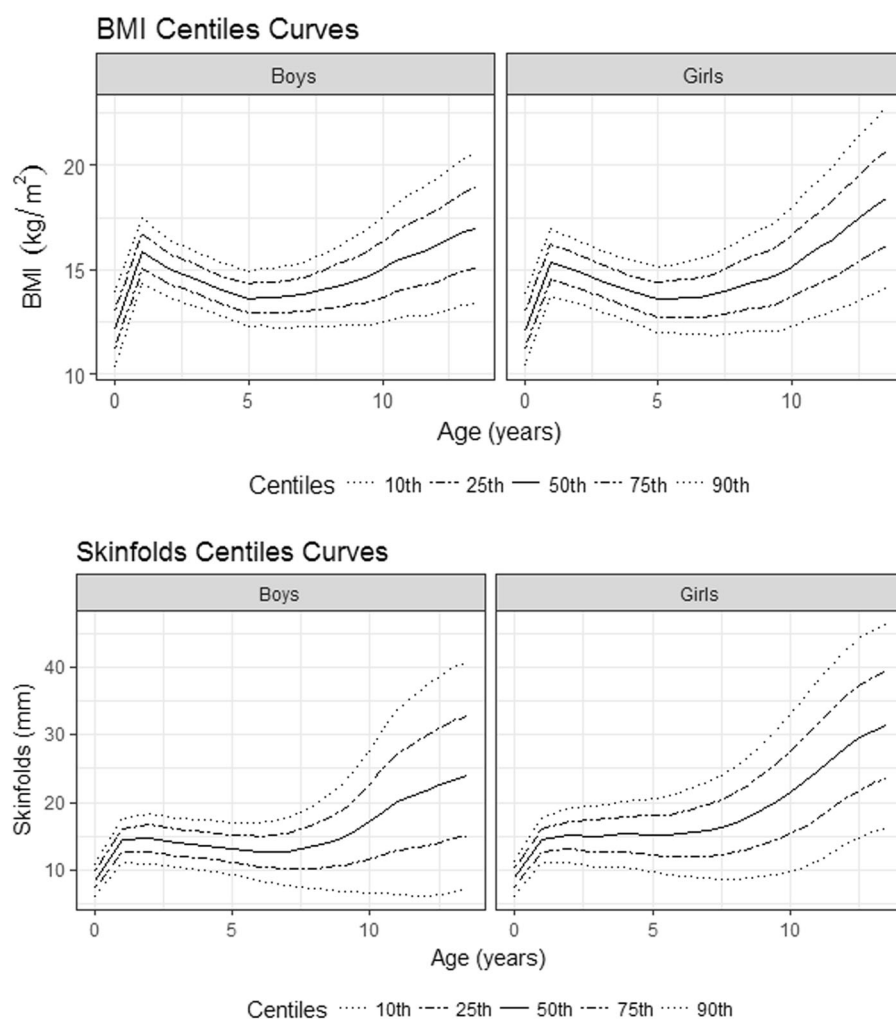 BMI Centiles Curves
Boys
Girls
BMI (kg/m²)
20
15
10
0 5 10 0 5 10
Age (years)
Centiles 10th 25th 50th 75th 90th
Skinfolds Centiles Curves
Boys
Girls
Skinfolds (mm)
40
30
20
10
0 5 10 0 5 10
Age (years)
Centiles 10th 25th 50th 75th 90th